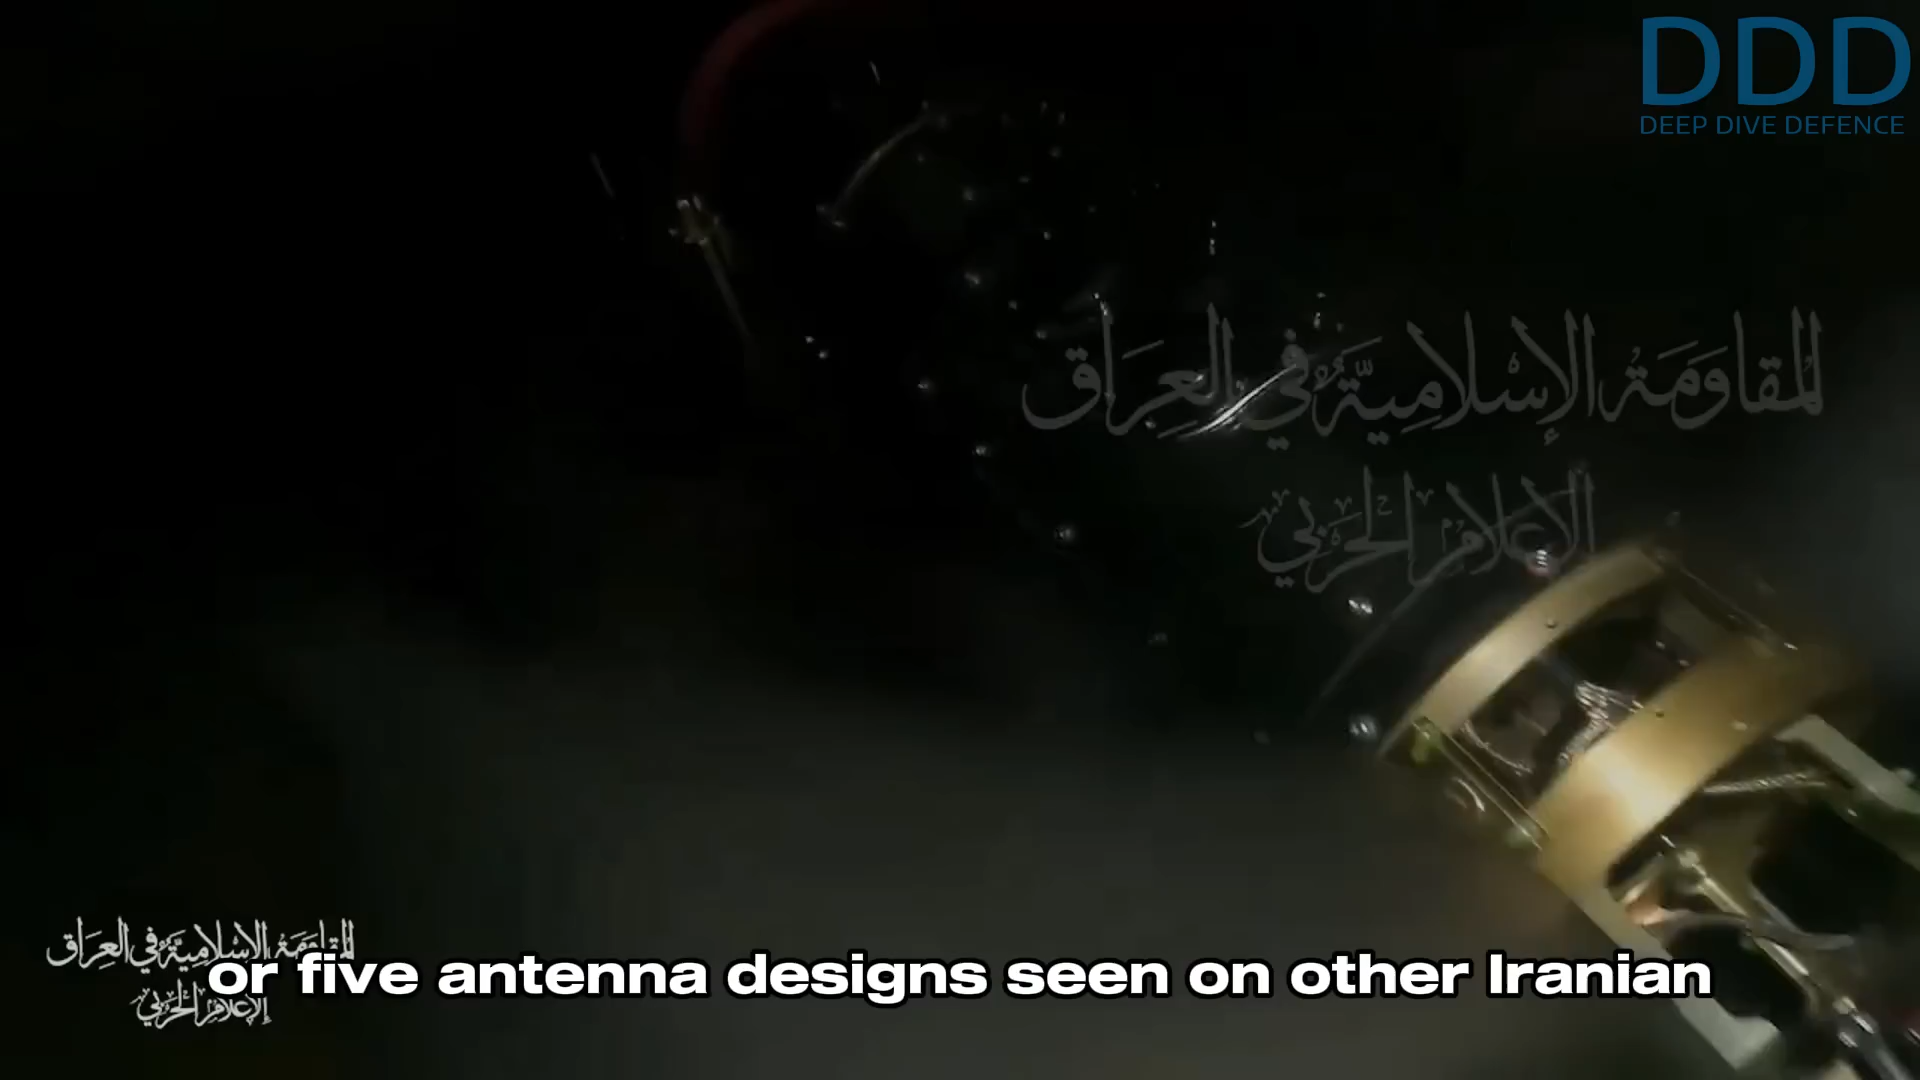 DDD
DEEP DIVE DEFENCE
المقاومة الإسلامية في العراق
الإعلام الحربي
المقاومة الإسلامية في العراق
الإعلام الحربي
or five antenna designs seen on other Iranian